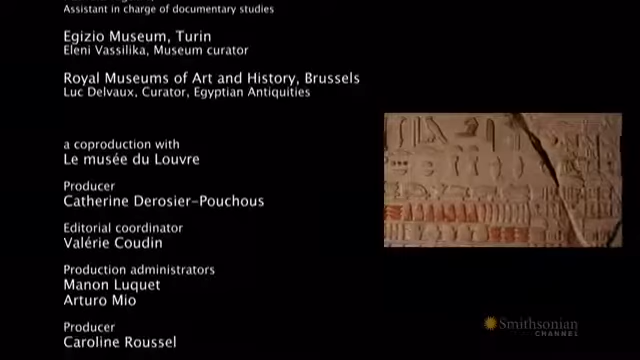 Assistant in charge of documentary studies
Egizio Museum, Turin
Eleni Vassilika, Museum curator
Royal Museums of Art and History, Brussels
Luc Delvaux, Curator, Egyptian Antiquities
a coproduction with
Le musée du Louvre
Producer
Catherine Derosier-Pouchous
Editorial coordinator
Valérie Coudin
Production administrators
Manon Luquet
Arturo Mio
Producer
Caroline Roussel
Smithsonian
CHANNEL